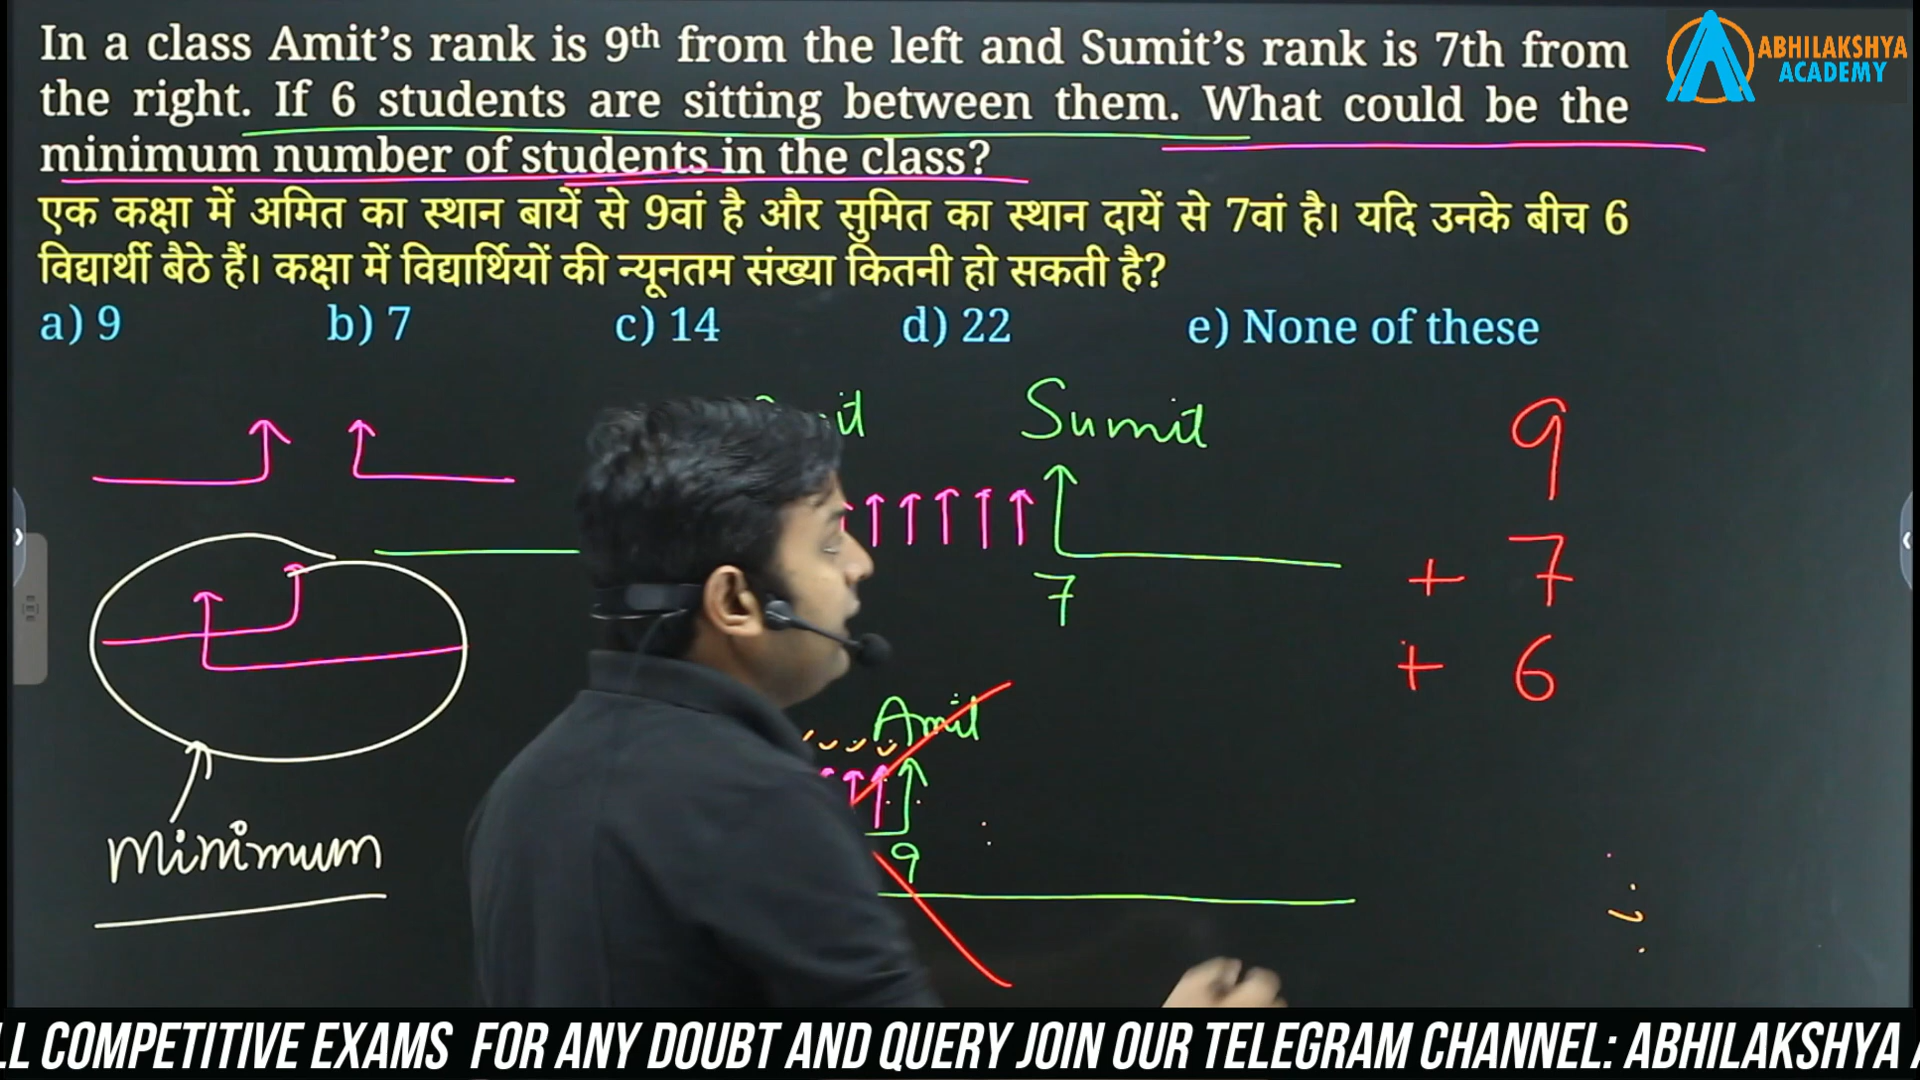 In a class Amit’s rank is 9th from the left and Sumit’s rank is 7th from
the right. If 6 students are sitting between them. What could be the
minimum number of students in the class?
एक कक्षा में अमित का स्थान बायें से 9वां है और सुमित का स्थान दायें से 7वां है। यदि उनके बीच 6
विद्यार्थी बैठे हैं। कक्षा में विद्यार्थियों की न्यूनतम संख्या कितनी हो सकती है?
a) 9 b) 7 c) 14 d) 22 e) None of these
ABHILAKSHYA
ACADEMY
Sumit
7
9
+ 7
+ 6
Amit
9
Minimum
COMPETITIVE EXAMS FOR ANY DOUBT AND QUERY JOIN OUR TELEGRAM CHANNEL: ABHILAKSHYA